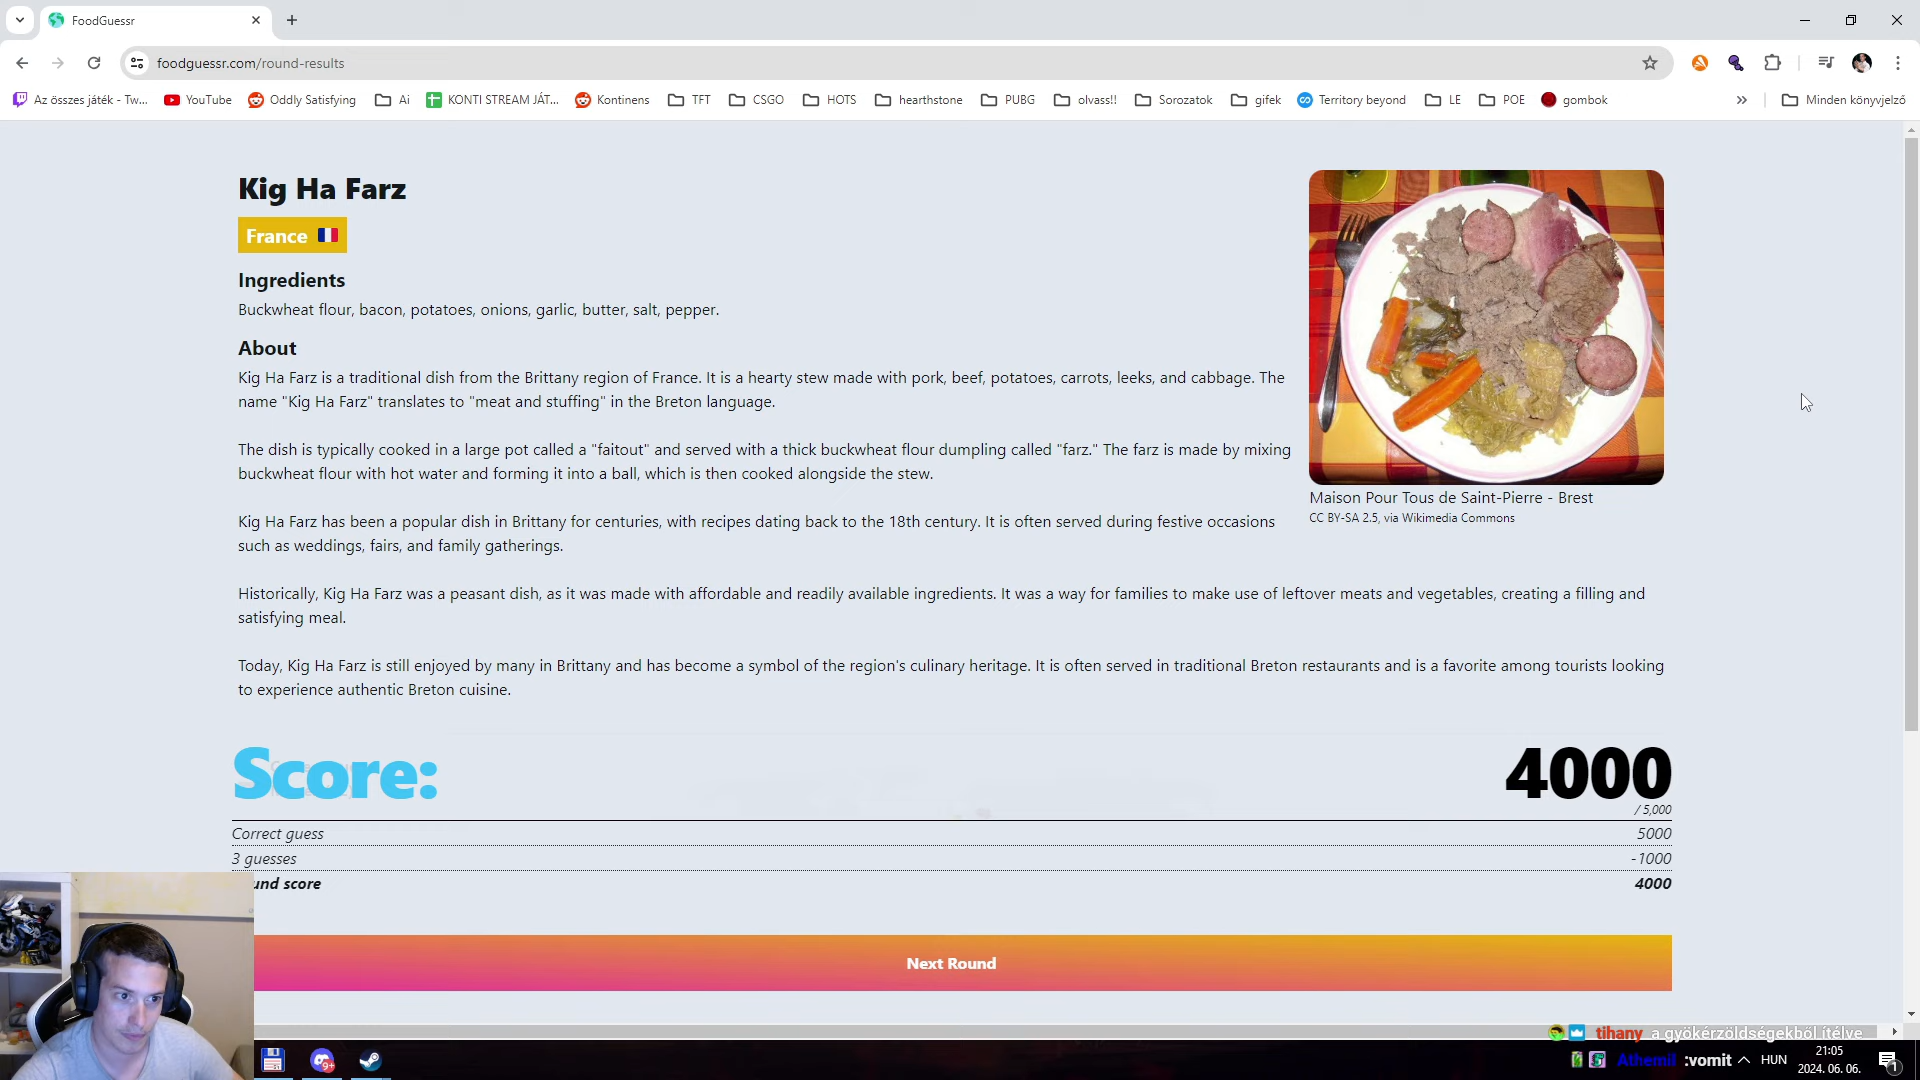 FoodGuessr
foodguessr.com/round-results
Az összes játék - Tw...
YouTube
Oddly Satisfying
Ai
KONTI STREAM JÁT...
Kontinens
TFT
CSGO
HOTS
hearthstone
PUBG
olvass!!
Sorozatok
gifek
Territory beyond
LE
POE
gombok
Minden könyvjelző
Kig Ha Farz
France
Ingredients
Buckwheat flour, bacon, potatoes, onions, garlic, butter, salt, pepper.
About
Kig Ha Farz is a traditional dish from the Brittany region of France. It is a hearty stew made with pork, beef, potatoes, carrots, leeks, and cabbage. The
name "Kig Ha Farz" translates to "meat and stuffing" in the Breton language.
The dish is typically cooked in a large pot called a "faitout" and served with a thick buckwheat flour dumpling called "farz." The farz is made by mixing
buckwheat flour with hot water and forming it into a ball, which is then cooked alongside the stew.
Kig Ha Farz has been a popular dish in Brittany for centuries, with recipes dating back to the 18th century. It is often served during festive occasions
such as weddings, fairs, and family gatherings.
Maison Pour Tous de Saint-Pierre - Brest
CC BY-SA 2.5, via Wikimedia Commons
Historically, Kig Ha Farz was a peasant dish, as it was made with affordable and readily available ingredients. It was a way for families to make use of leftover meats and vegetables, creating a filling and
satisfying meal.
Today, Kig Ha Farz is still enjoyed by many in Brittany and has become a symbol of the region's culinary heritage. It is often served in traditional Breton restaurants and is a favorite among tourists looking
to experience authentic Breton cuisine.
Score: 4000
/ 5,000
Correct guess 5000
3 guesses -1000
und score 4000
Next Round
tihany a gyökérzöldségekből ítélve
Athemil :vomit
HUN
21:05
2024. 06. 06.
9+
1